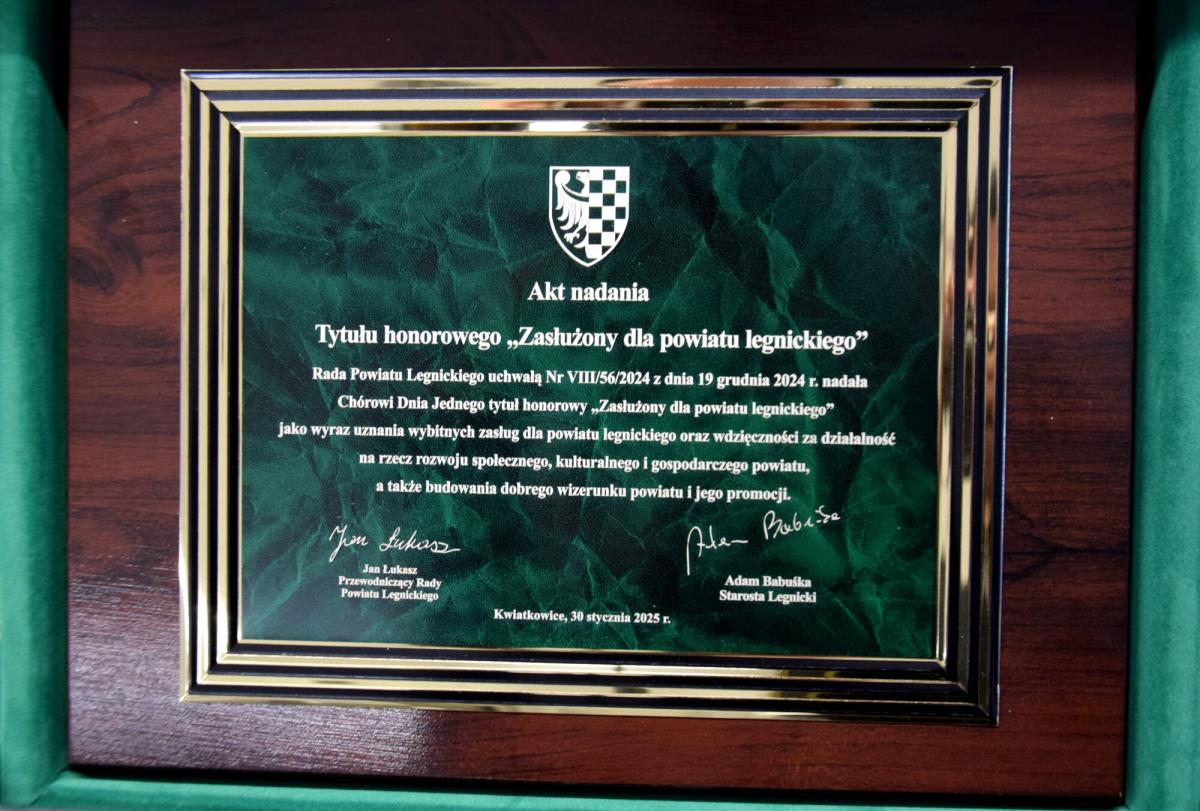 Akt nadania
Tytułu honorowego „Zasłużony dla powiatu legnickiego”
Rada Powiatu Legnickiego uchwałą Nr VIII/56/2024 z dnia 19 grudnia 2024 r. nadała
Chórowi Dnia Jednego tytuł honorowy „Zasłużony dla powiatu legnickiego”
jako wyraz uznania wybitnych zasług dla powiatu legnickiego oraz wdzięczności za działalność
na rzecz rozwoju społecznego, kulturalnego i gospodarczego powiatu,
a także budowania dobrego wizerunku powiatu i jego promocji.
Jan Łukasz
Adam Babuśka
Jan Łukasz
Przewodniczący Rady
Powiatu Legnickiego
Adam Babuśka
Starosta Legnicki
Kwiatkowice, 30 stycznia 2025 r.